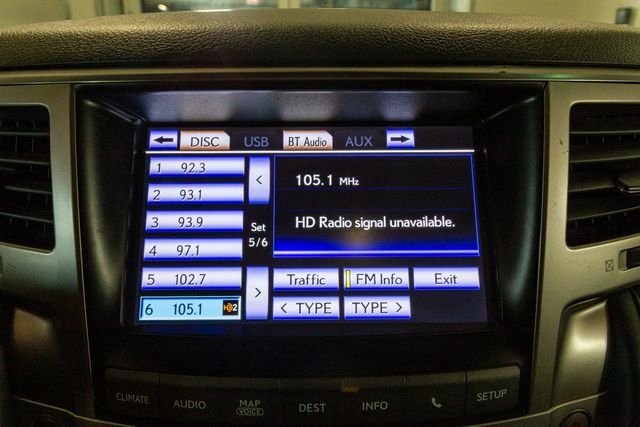 DISC USB BT Audio AUX
1 92.3
2 93.1
3 93.9
4 97.1
5 102.7
6 105.1 HD 2
<
Set
5/6
>
105.1 MHz
HD Radio signal unavailable.
Traffic FM Info Exit
< TYPE TYPE >
CLIMATE AUDIO MAP VOICE DEST INFO SETUP